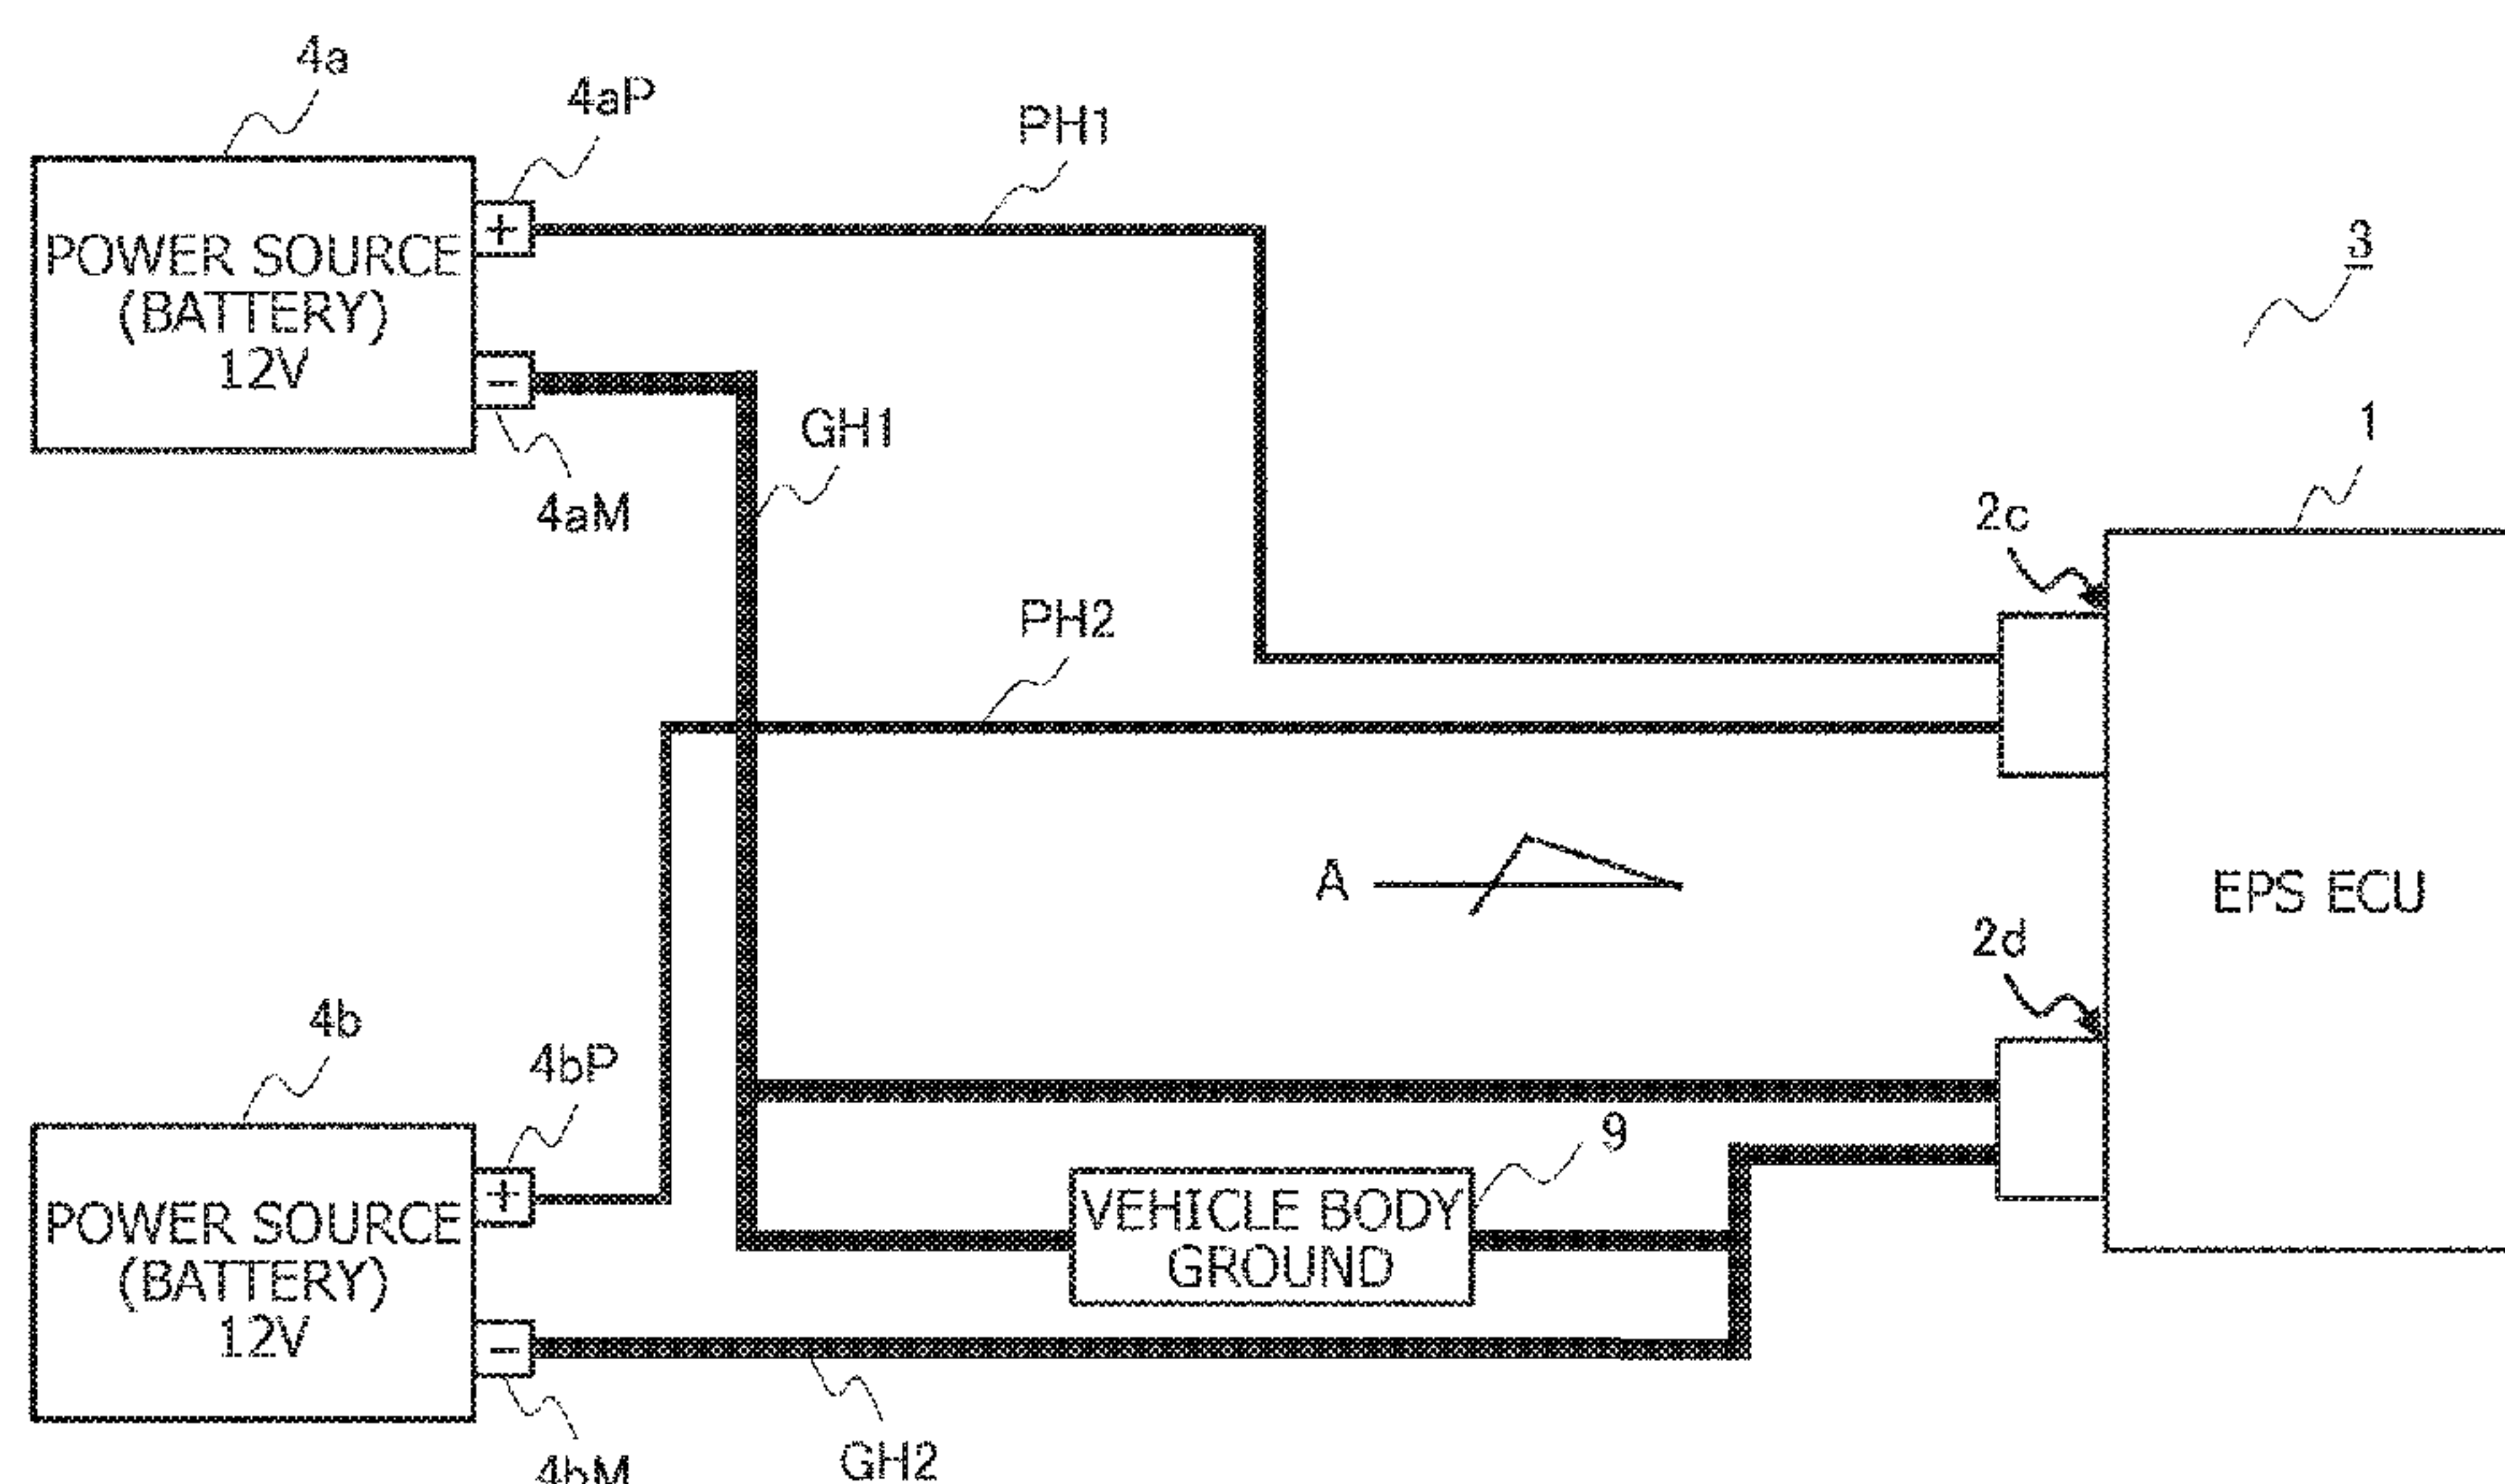 4a
4aP
PH1
POWER SOURCE
(BATTERY)
12V
+
−
3
GH1
1
4aM
2c
PH2
A
EPS ECU
2d
4b
4bP
9
POWER SOURCE
(BATTERY)
12V
+
−
VEHICLE BODY
GROUND
4bM
GH2